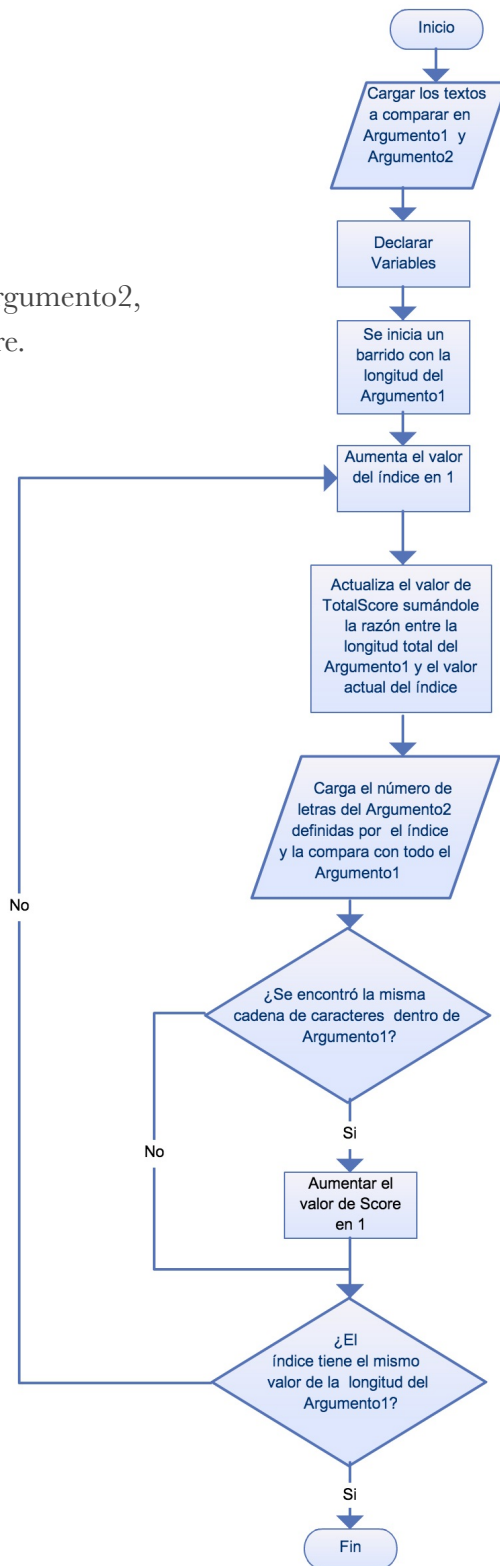 Inicio
Cargar los textos
a comparar en
Argumento1 y
Argumento2
Declarar
Variables
Argumento2,
Se inicia un
barrido con la
longitud del
Argumento1
Aumenta el valor
del índice en 1
Actualiza el valor de
TotalScore sumándole
la razón entre la
longitud total del
Argumento1 y el valor
actual del índice
Carga el número de
letras del Argumento2
definidas por el índice
y la compara con todo el
Argumento1
No
¿Se encontró la misma
cadena de caracteres dentro de
Argumento1?
Si
No
Aumentar el
valor de Score
en 1
¿El
índice tiene el mismo
valor de la longitud del
Argumento1?
Si
Fin